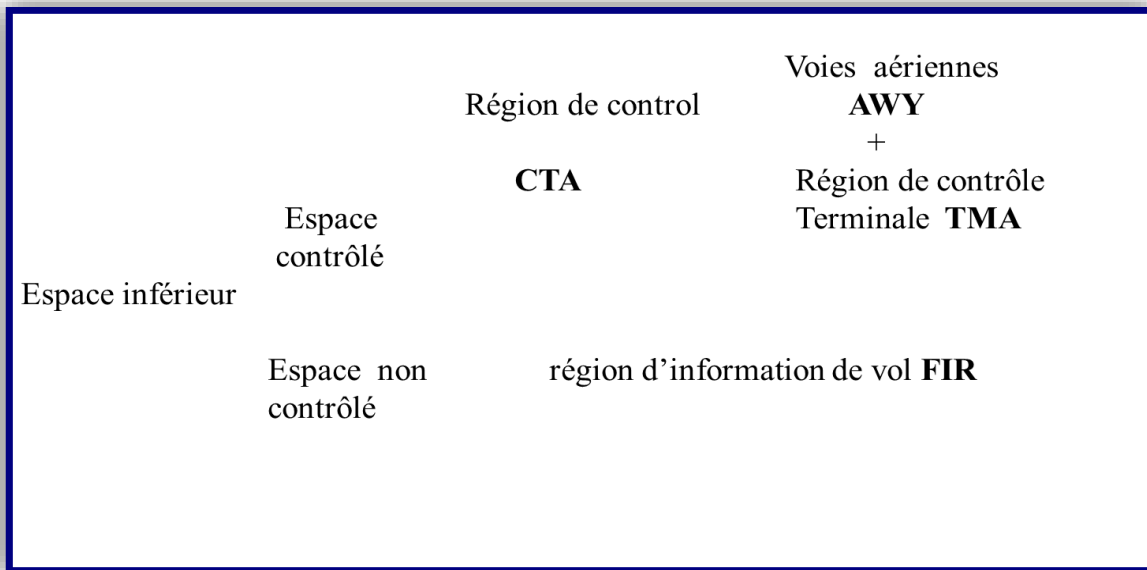 Voies aériennes
Région de control
AWY
+
CTA
Région de contrôle
Terminale TMA
Espace
contrôlé
Espace inférieur
Espace non
contrôlé
région d’information de vol FIR